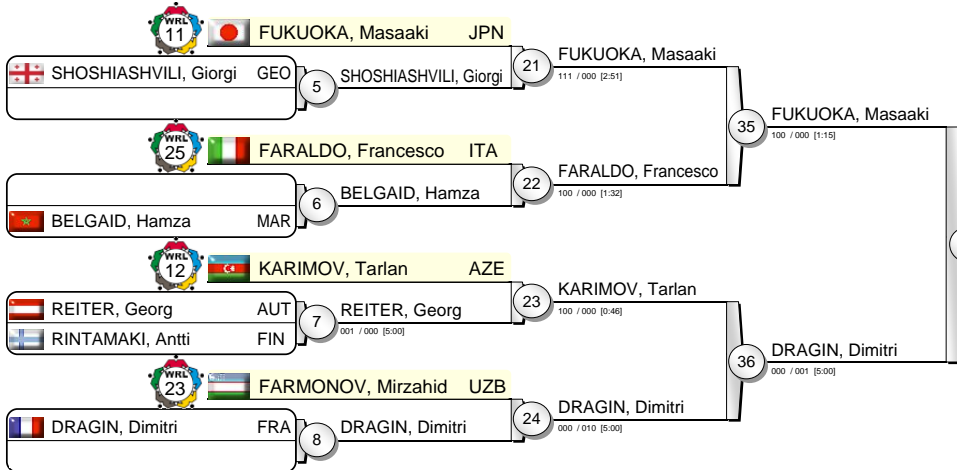 WRL
11
FUKUOKA, Masaaki JPN
SHOSHIASHVILI, Giorgi GEO
5
SHOSHIASHVILI, Giorgi
21
FUKUOKA, Masaaki
111 / 000 [2:51]
35
FUKUOKA, Masaaki
100 / 000 [1:15]
WRL
25
FARALDO, Francesco ITA
BELGAID, Hamza MAR
6
BELGAID, Hamza
22
FARALDO, Francesco
100 / 000 [1:32]
WRL
12
KARIMOV, Tarlan AZE
REITER, Georg AUT
RINTAMAKI, Antti FIN
7
REITER, Georg
001 / 000 [5:00]
23
KARIMOV, Tarlan
100 / 000 [0:46]
36
DRAGIN, Dimitri
000 / 001 [5:00]
WRL
23
FARMONOV, Mirzahid UZB
DRAGIN, Dimitri FRA
8
DRAGIN, Dimitri
24
DRAGIN, Dimitri
000 / 010 [5:00]